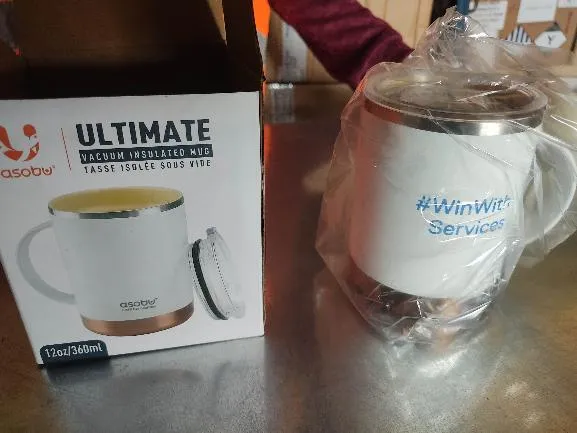 asobu
ULTIMATE
VACUUM INSULATED MUG
TASSE ISOLÉE SOUS VIDE
asobu
12oz/360ml
#WinWith
Services